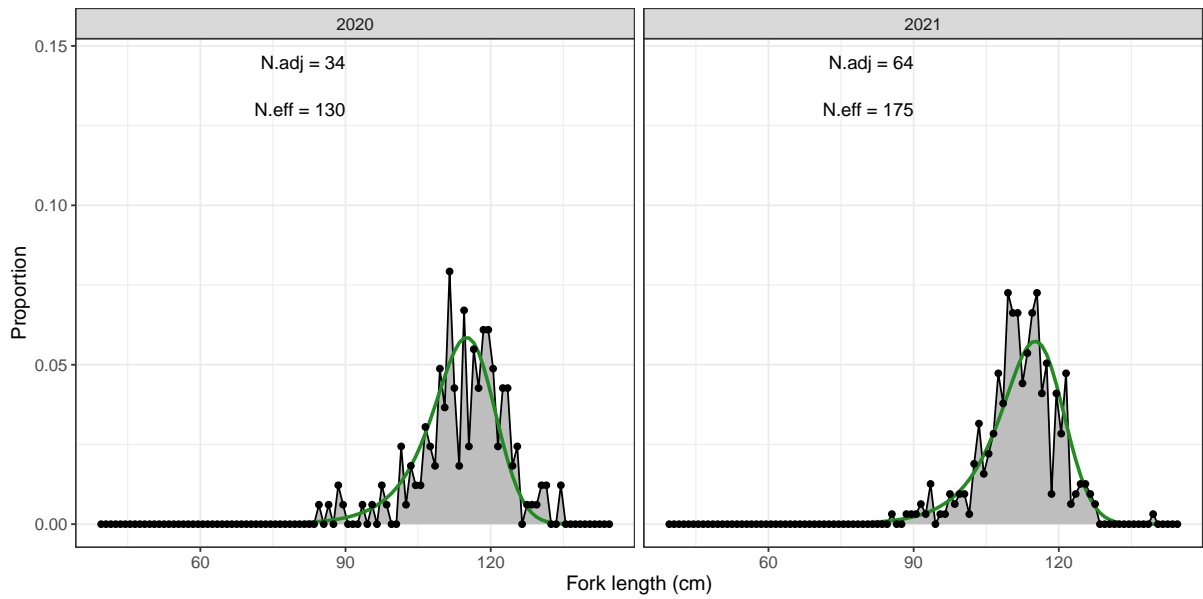 2020
2021
N.adj = 34
N.eff = 130
N.adj = 64
N.eff = 175
0.15
0.10
0.05
0.00
Proportion
60
90
120
60
90
120
Fork length (cm)